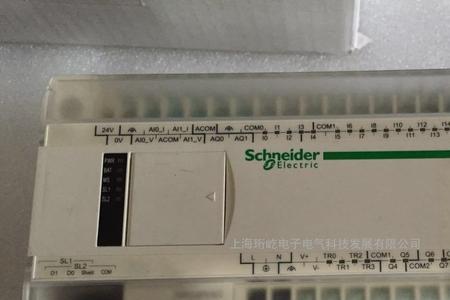 24V AI0_I AI1_I ACOM COM0 I1 I3 COM1 I6 I8 I10 I12 I14
0V AI0_V ACOM AI1_V AQ0 AQ1 I0 I2 I4 I5 I7 I9 I11 I13
Schneider
Electric
PWR
BAT
MS
SL1
SL2
上海珩屹电子电气科技发展有限公司
L N V+ TR0 TR2 COM1 Q5 Q6
V- TR1 TR3 Q4 COM2 Q7
SL1
SL2
D1 D0 Shield COM